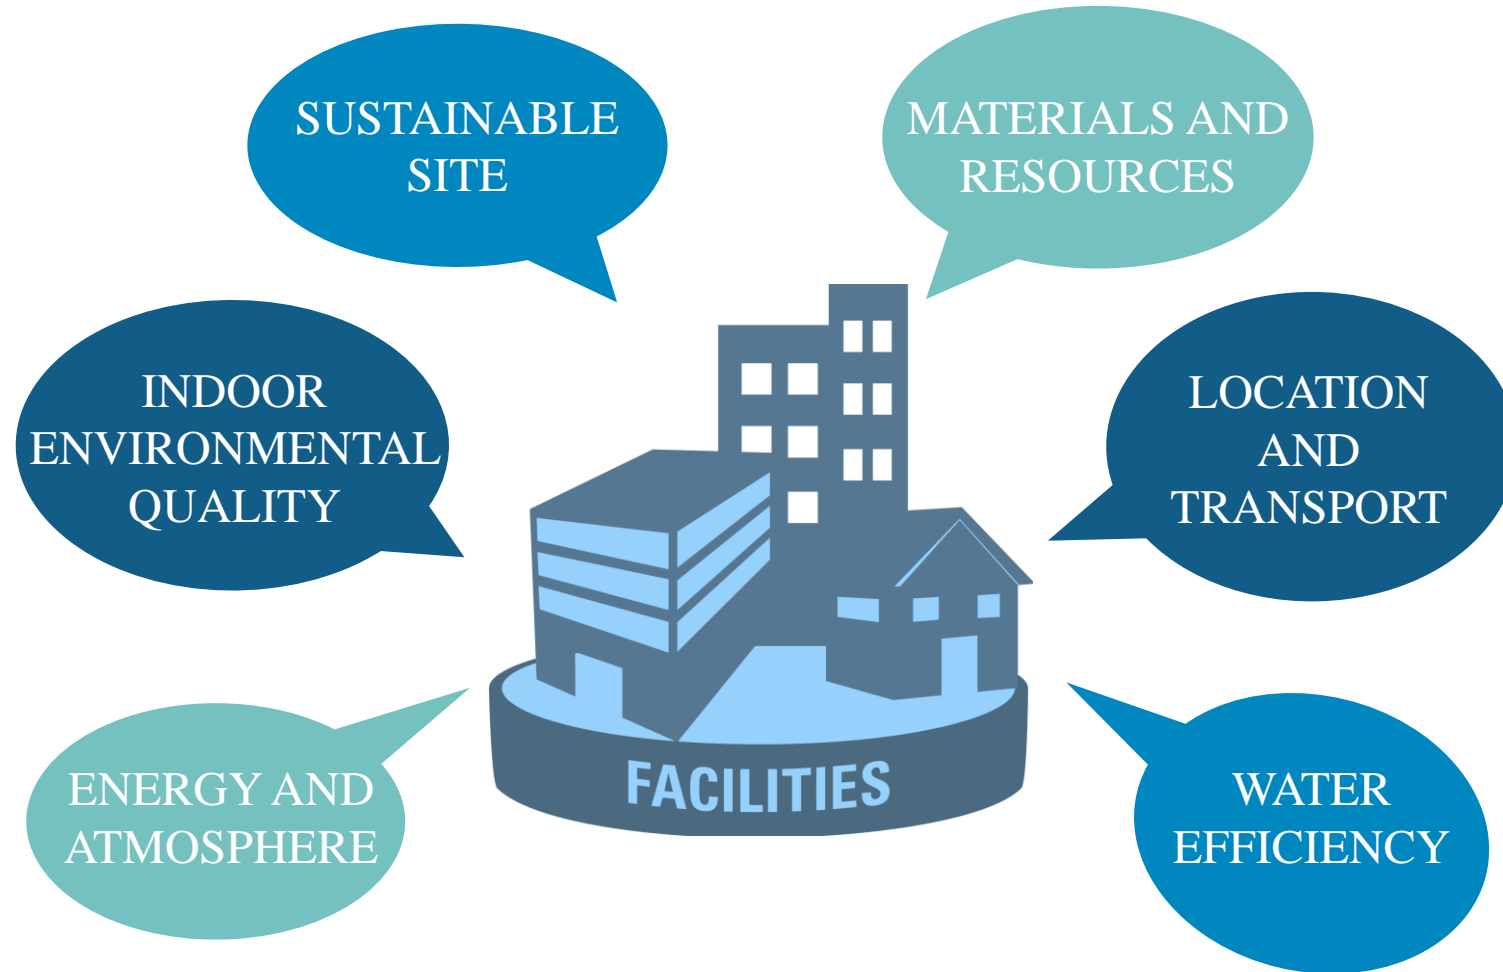 SUSTAINABLE
SITE
MATERIALS AND
RESOURCES
INDOOR
ENVIRONMENTAL
QUALITY
LOCATION
AND
TRANSPORT
ENERGY AND
ATMOSPHERE
WATER
EFFICIENCY
FACILITIES